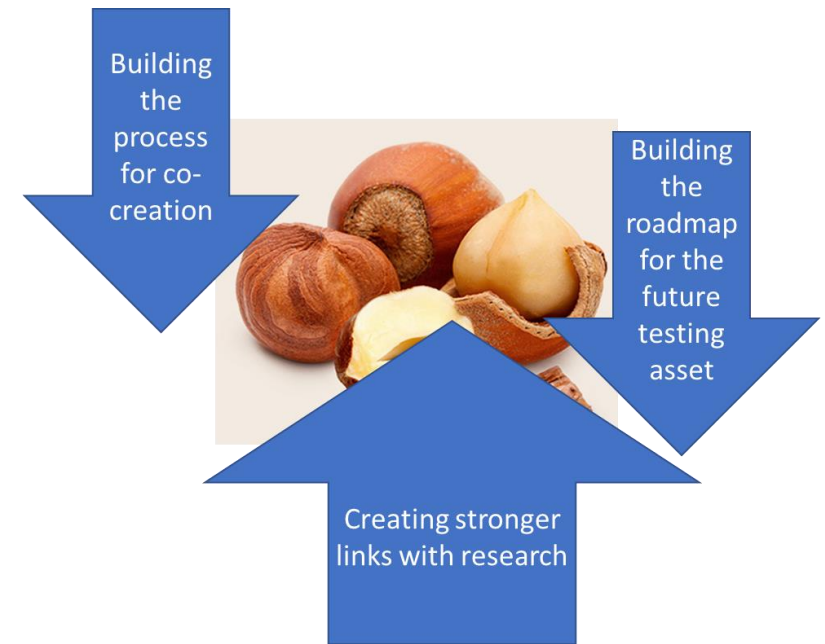 Building
the
process
for co-
creation
Building
the
roadmap
for the
future
testing
asset
Creating stronger
links with research